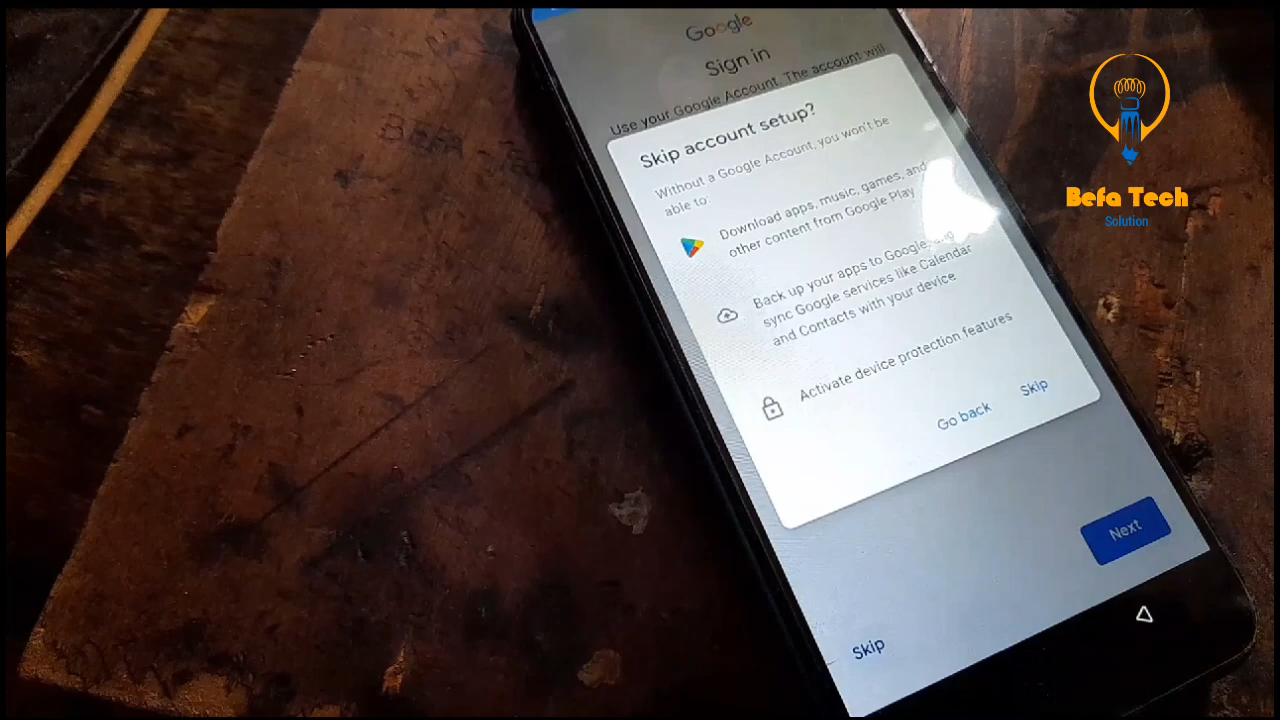 Google
Sign in
Use your Google Account. The account will
Skip account setup?
Without a Google Account, you won't be
able to:
Download apps, music, games, and
other content from Google Play
Back up your apps to Google, and
sync Google services like Calendar
and Contacts with your device
Activate device protection features
Go back
Skip
Next
Skip
Befa Tech
Solution